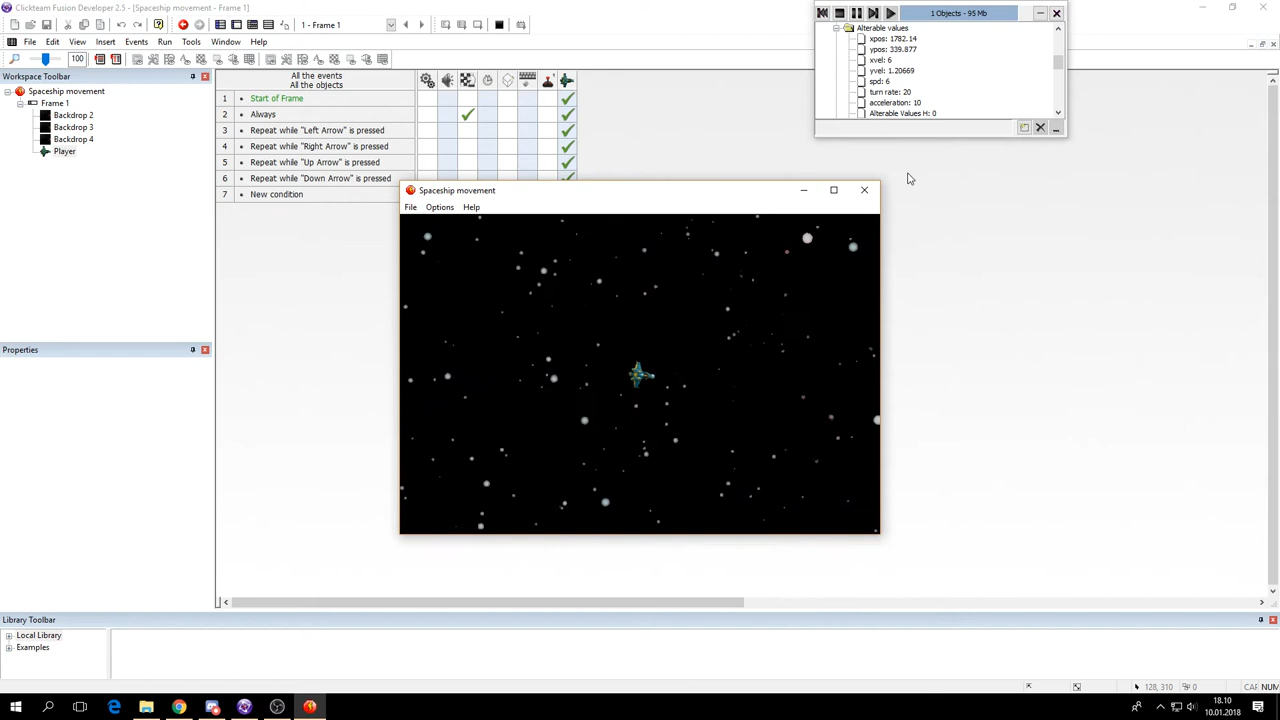 Clickteam Fusion Developer 2.5 - [Spaceship movement - Frame 1]
1 - Frame 1
1 Objects - 95 Mb
File Edit View Insert Events Run Tools Window Help
100
Alterable values
xpos: 1782.14
ypos: 339.877
xvel: 6
yvel: 1.20669
spd: 6
turn rate: 20
acceleration: 10
Alterable Values H: 0
Workspace Toolbar
Spaceship movement
Frame 1
Backdrop 2
Backdrop 3
Backdrop 4
Player
All the events
All the objects
1 • Start of Frame
2 • Always
3 • Repeat while "Left Arrow" is pressed
4 • Repeat while "Right Arrow" is pressed
5 • Repeat while "Up Arrow" is pressed
6 • Repeat while "Down Arrow" is pressed
7 • New condition
Spaceship movement
File Options Help
Properties
Library Toolbar
Local Library
Examples
128, 310
0
CAP NUM
18.10
10.01.2018